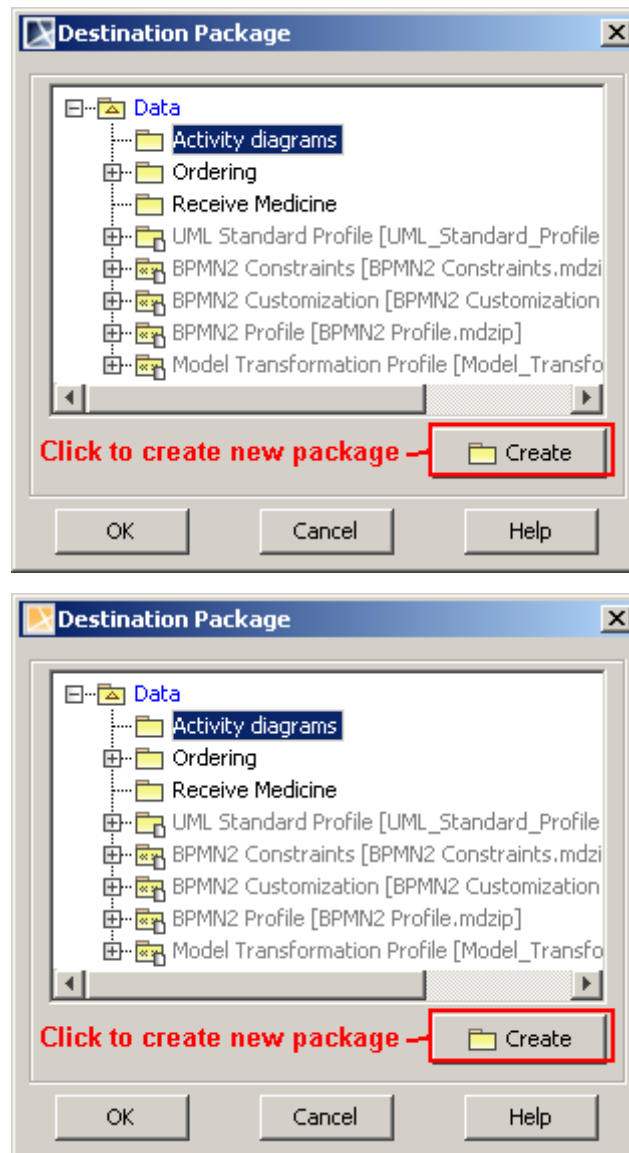 Destination Package
Data
Activity diagrams
Ordering
Receive Medicine
UML Standard Profile [UML_Standard_Profile
BPMN2 Constraints [BPMN2 Constraints.mdzi
BPMN2 Customization [BPMN2 Customization
BPMN2 Profile [BPMN2 Profile.mdzip]
Model Transformation Profile [Model_Transfo
Click to create new package
Create
OK Cancel Help
Destination Package
Data
Activity diagrams
Ordering
Receive Medicine
UML Standard Profile [UML_Standard_Profile
BPMN2 Constraints [BPMN2 Constraints.mdzi
BPMN2 Customization [BPMN2 Customization
BPMN2 Profile [BPMN2 Profile.mdzip]
Model Transformation Profile [Model_Transfo
Click to create new package
Create
OK Cancel Help